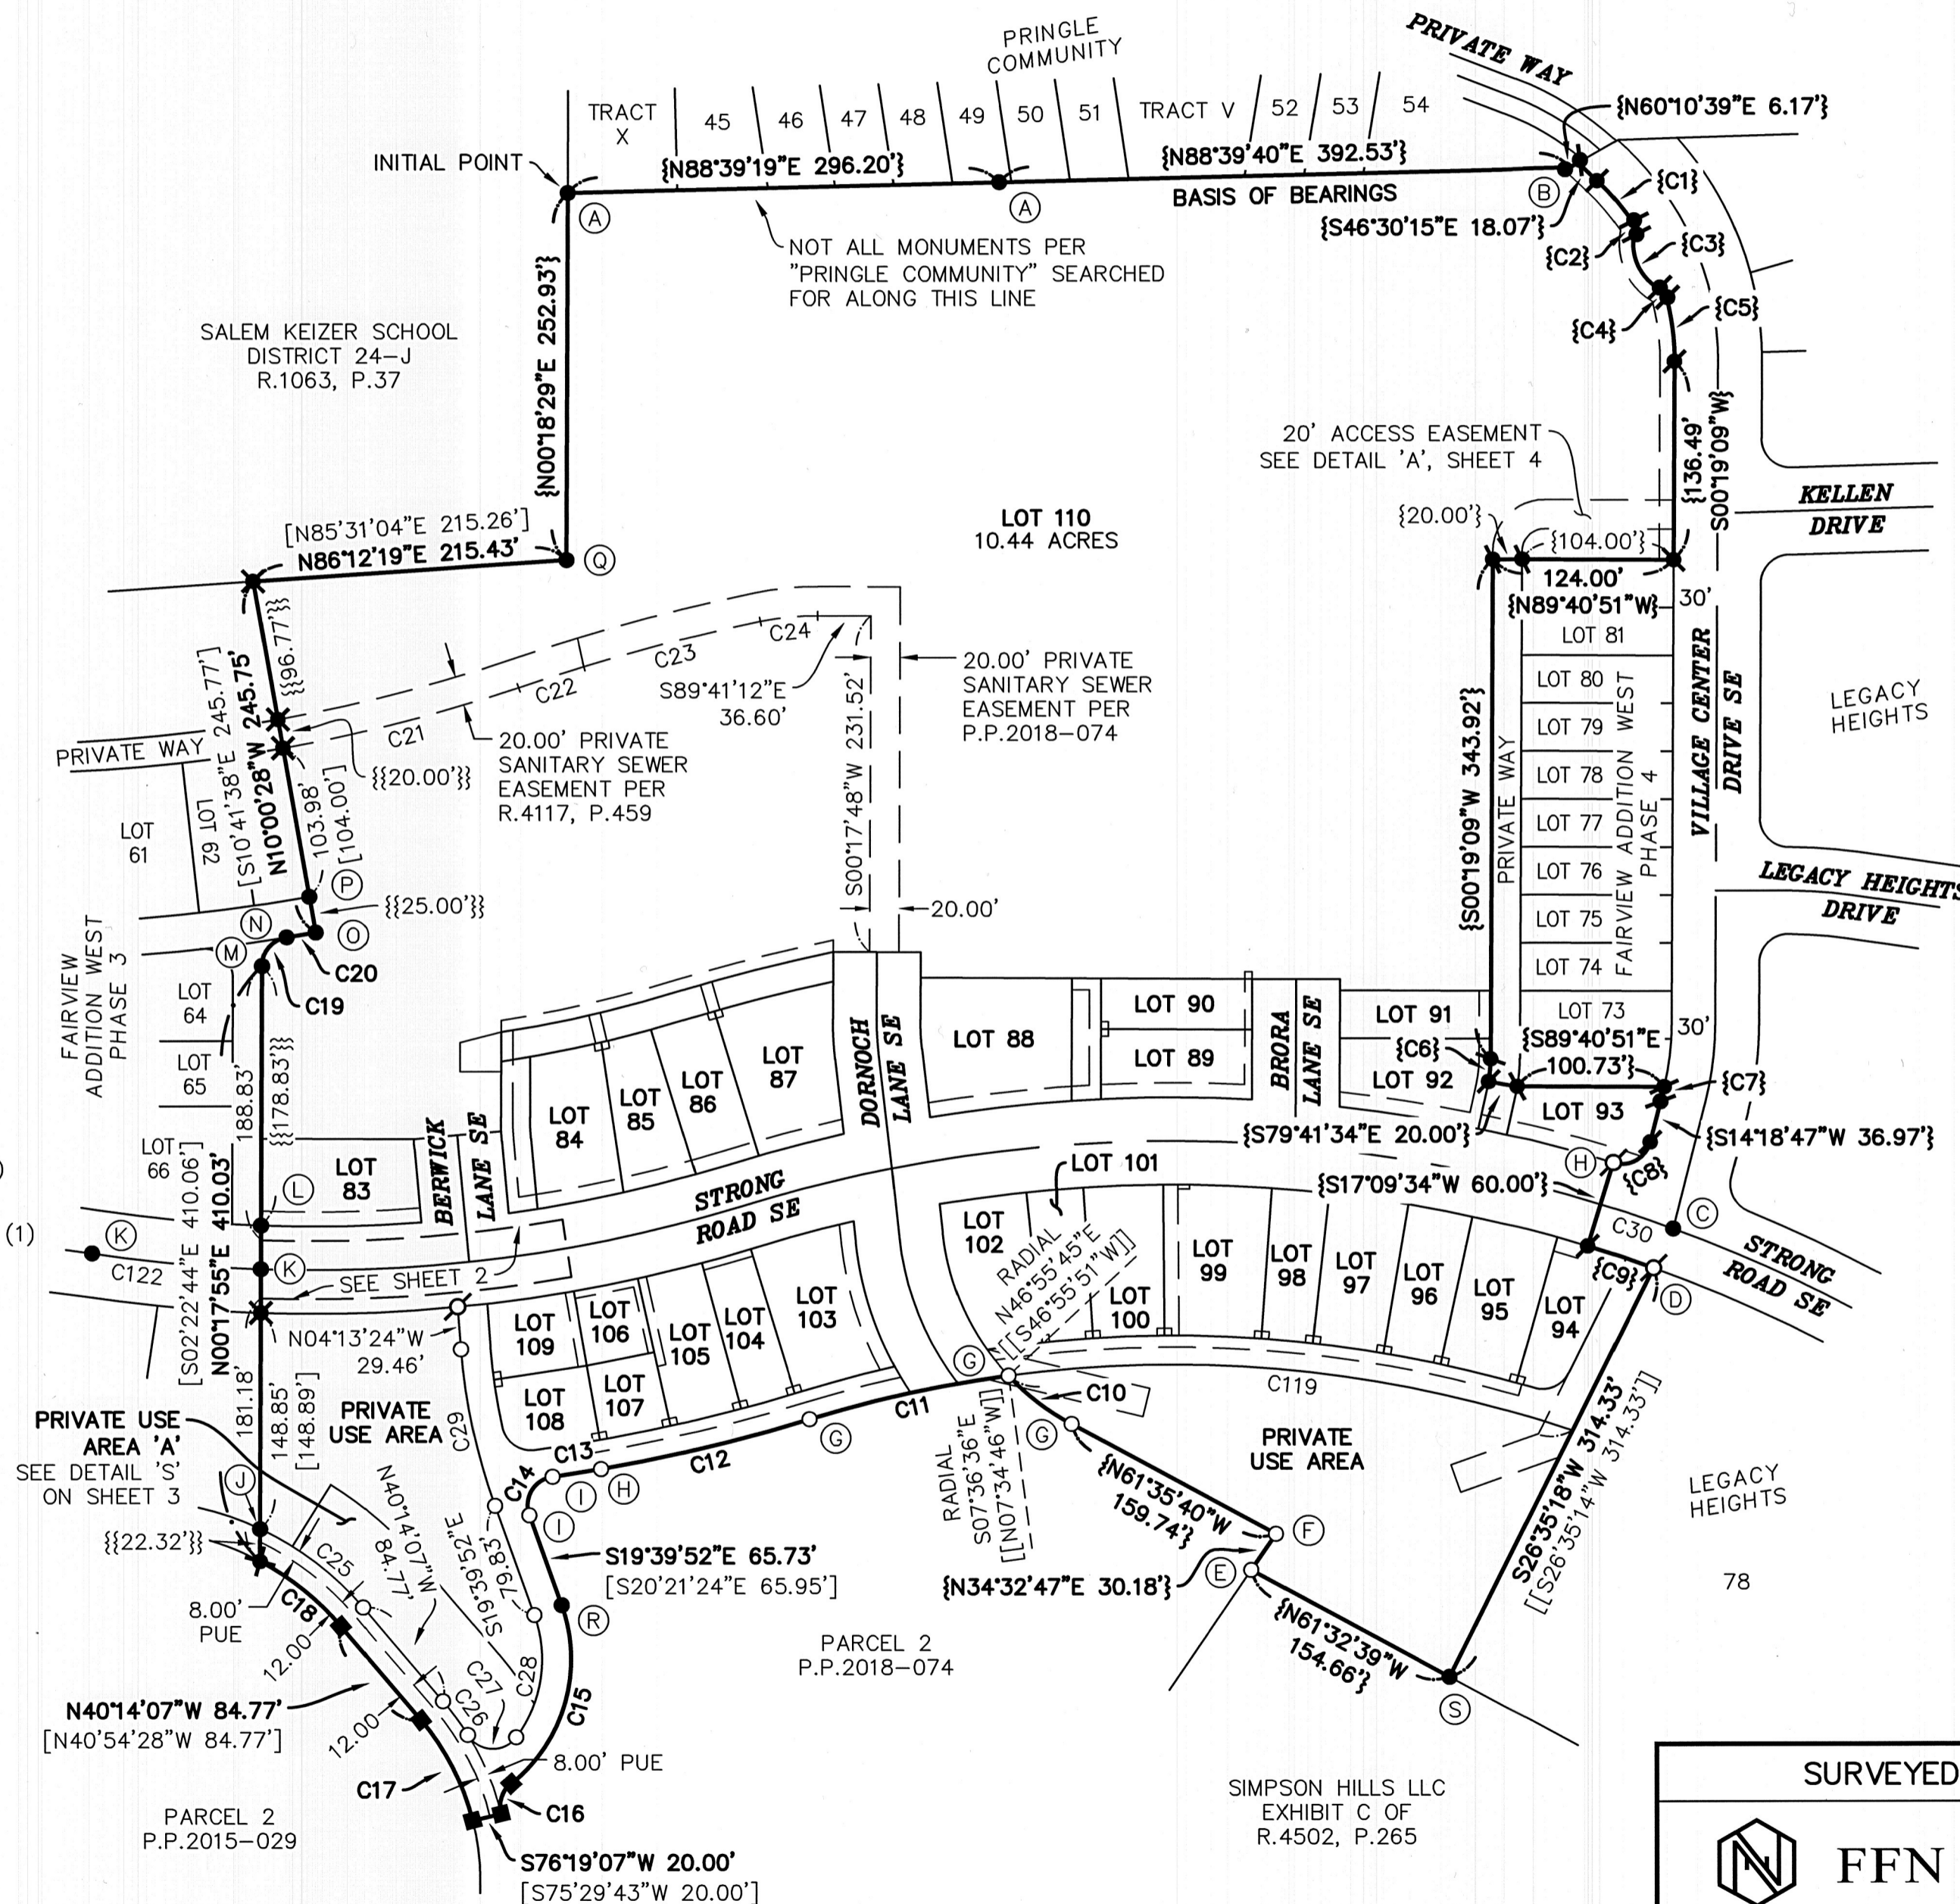 PRINGLE
COMMUNITY
PRIVATE WAY
TRACT
X
45
46
47
48
49
50
51
TRACT V
52
53
54
{N60°10'39"E 6.17'}
INITIAL POINT
{N88°39'19"E 296.20'}
{N88°39'40"E 392.53'}
BASIS OF BEARINGS
A
A
B
{C1}
{S46°30'15"E 18.07'}
{C2}
{C3}
{C4}
{C5}
NOT ALL MONUMENTS PER
"PRINGLE COMMUNITY" SEARCHED
FOR ALONG THIS LINE
{N00°18'29"E 252.93'}
SALEM KEIZER SCHOOL
DISTRICT 24-J
R.1063, P.37
20' ACCESS EASEMENT
SEE DETAIL 'A', SHEET 4
{136.49'}
S00°19'09"W}
KELLEN
DRIVE
{20.00'}
{104.00'}
124.00'
{N89°40'51"W}
30'
LOT 110
10.44 ACRES
[N85'31'04"E 215.26']
N86°12'19"E 215.43'
Q
{{96.77'}}
[S10'41'38"E 245.77']
N10°00'28"W 245.75'
103.98'
[104.00']
PRIVATE WAY
LOT
61
LOT 62
C21
C22
C23
C24
S89°41'12"E
36.60'
20.00' PRIVATE
SANITARY SEWER
EASEMENT PER
P.P.2018-074
{{20.00'}}
20.00' PRIVATE
SANITARY SEWER
EASEMENT PER
R.4117, P.459
S00°17'48"W 231.52'
20.00'
LOT 81
LOT 80
LOT 79
LOT 78
LOT 77
LOT 76
LOT 75
LOT 74
LOT 73
PRIVATE WAY
FAIRVIEW ADDITION WEST
PHASE 4
VILLAGE CENTER
DRIVE SE
{S00°19'09"W 343.92'}
LEGACY
HEIGHTS
LEGACY HEIGHTS
DRIVE
30'
P
{{25.00'}}
N
O
M
C20
C19
FAIRVIEW
ADDITION WEST
PHASE 3
LOT
64
LOT
65
LOT
66
188.83'
{{178.83'}}
[S02'22'44"E 410.06']
N00°17'55"E 410.03'
L
LOT
83
BERWICK
LANE SE
LOT
84
LOT
85
LOT
86
LOT
87
DORNOCH
LANE SE
LOT 88
LOT 90
LOT 89
BRORA
LANE SE
LOT 91
{C6}
LOT 92
{S89°40'51"E
100.73'}
{C7}
LOT 93
{S79°41'34"E 20.00'}
{S14°18'47"W 36.97'}
H
{C8}
{S17°09'34"W 60.00'}
C30
C
{C9}
D
STRONG
ROAD SE
STRONG
ROAD SE
(1)
K
C122
K
SEE SHEET 2
N04°13'24"W
29.46'
LOT 101
LOT
102
RADIAL
N46°55'45"E
[[S46°55'51"W]]
LOT
100
LOT
99
LOT
98
LOT
97
LOT
96
LOT
95
LOT
94
LOT
109
LOT
106
LOT
105
LOT
104
LOT
103
LOT
108
LOT
107
G
C10
C119
C11
G
G
C12
C13
C14
I
H
I
181.18'
148.85'
[148.89']
PRIVATE USE
AREA 'A'
SEE DETAIL 'S'
ON SHEET 3
PRIVATE
USE AREA
C29
J
{{22.32'}}
N40°14'07"W
84.77'
S19°39'52"E
79.83'
RADIAL
S07°36'36"E
[[N07°34'46"W]]
PRIVATE
USE AREA
{N61°35'40"W
159.74'}
F
E
{N34°32'47"E 30.18'}
{N61°32'39"W
154.66'}
S
S26°35'18"W 314.33'
[[S26°35'14"W 314.33']]
LEGACY
HEIGHTS
78
S19°39'52"E 65.73'
[S20'21'24"E 65.95']
R
C25
C18
8.00'
PUE
12.00
12.00
C26
C27
C28
C15
N40°14'07"W 84.77'
[N40°54'28"W 84.77']
C17
8.00' PUE
C16
PARCEL 2
P.P.2018-074
PARCEL 2
P.P.2015-029
S76°19'07"W 20.00'
[S75'29'43"W 20.00']
SIMPSON HILLS LLC
EXHIBIT C OF
R.4502, P.265
SURVEYED
FFN